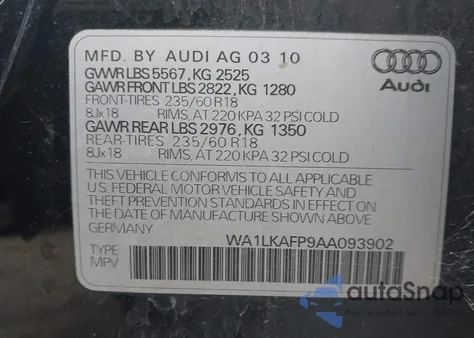 MFD. BY AUDI AG 03 10
GVWR LBS 5567, KG 2525
GAWR FRONT LBS 2822, KG 1280
FRONT-TIRES 235/60 R18
8Jx18 RIMS, AT 220 KPA 32 PSI COLD
GAWR REAR LBS 2976, KG 1350
REAR-TIRES 235/60 R18
8Jx18 RIMS, AT 220 KPA 32 PSI COLD
THIS VEHICLE CONFORMS TO ALL APPLICABLE
U.S. FEDERAL MOTOR VEHICLE SAFETY AND
THEFT PREVENTION STANDARDS IN EFFECT ON
THE DATE OF MANUFACTURE SHOWN ABOVE
GERMANY
WA1LKAFP9AA093902
TYPE
MPV
Audi
autoSnap